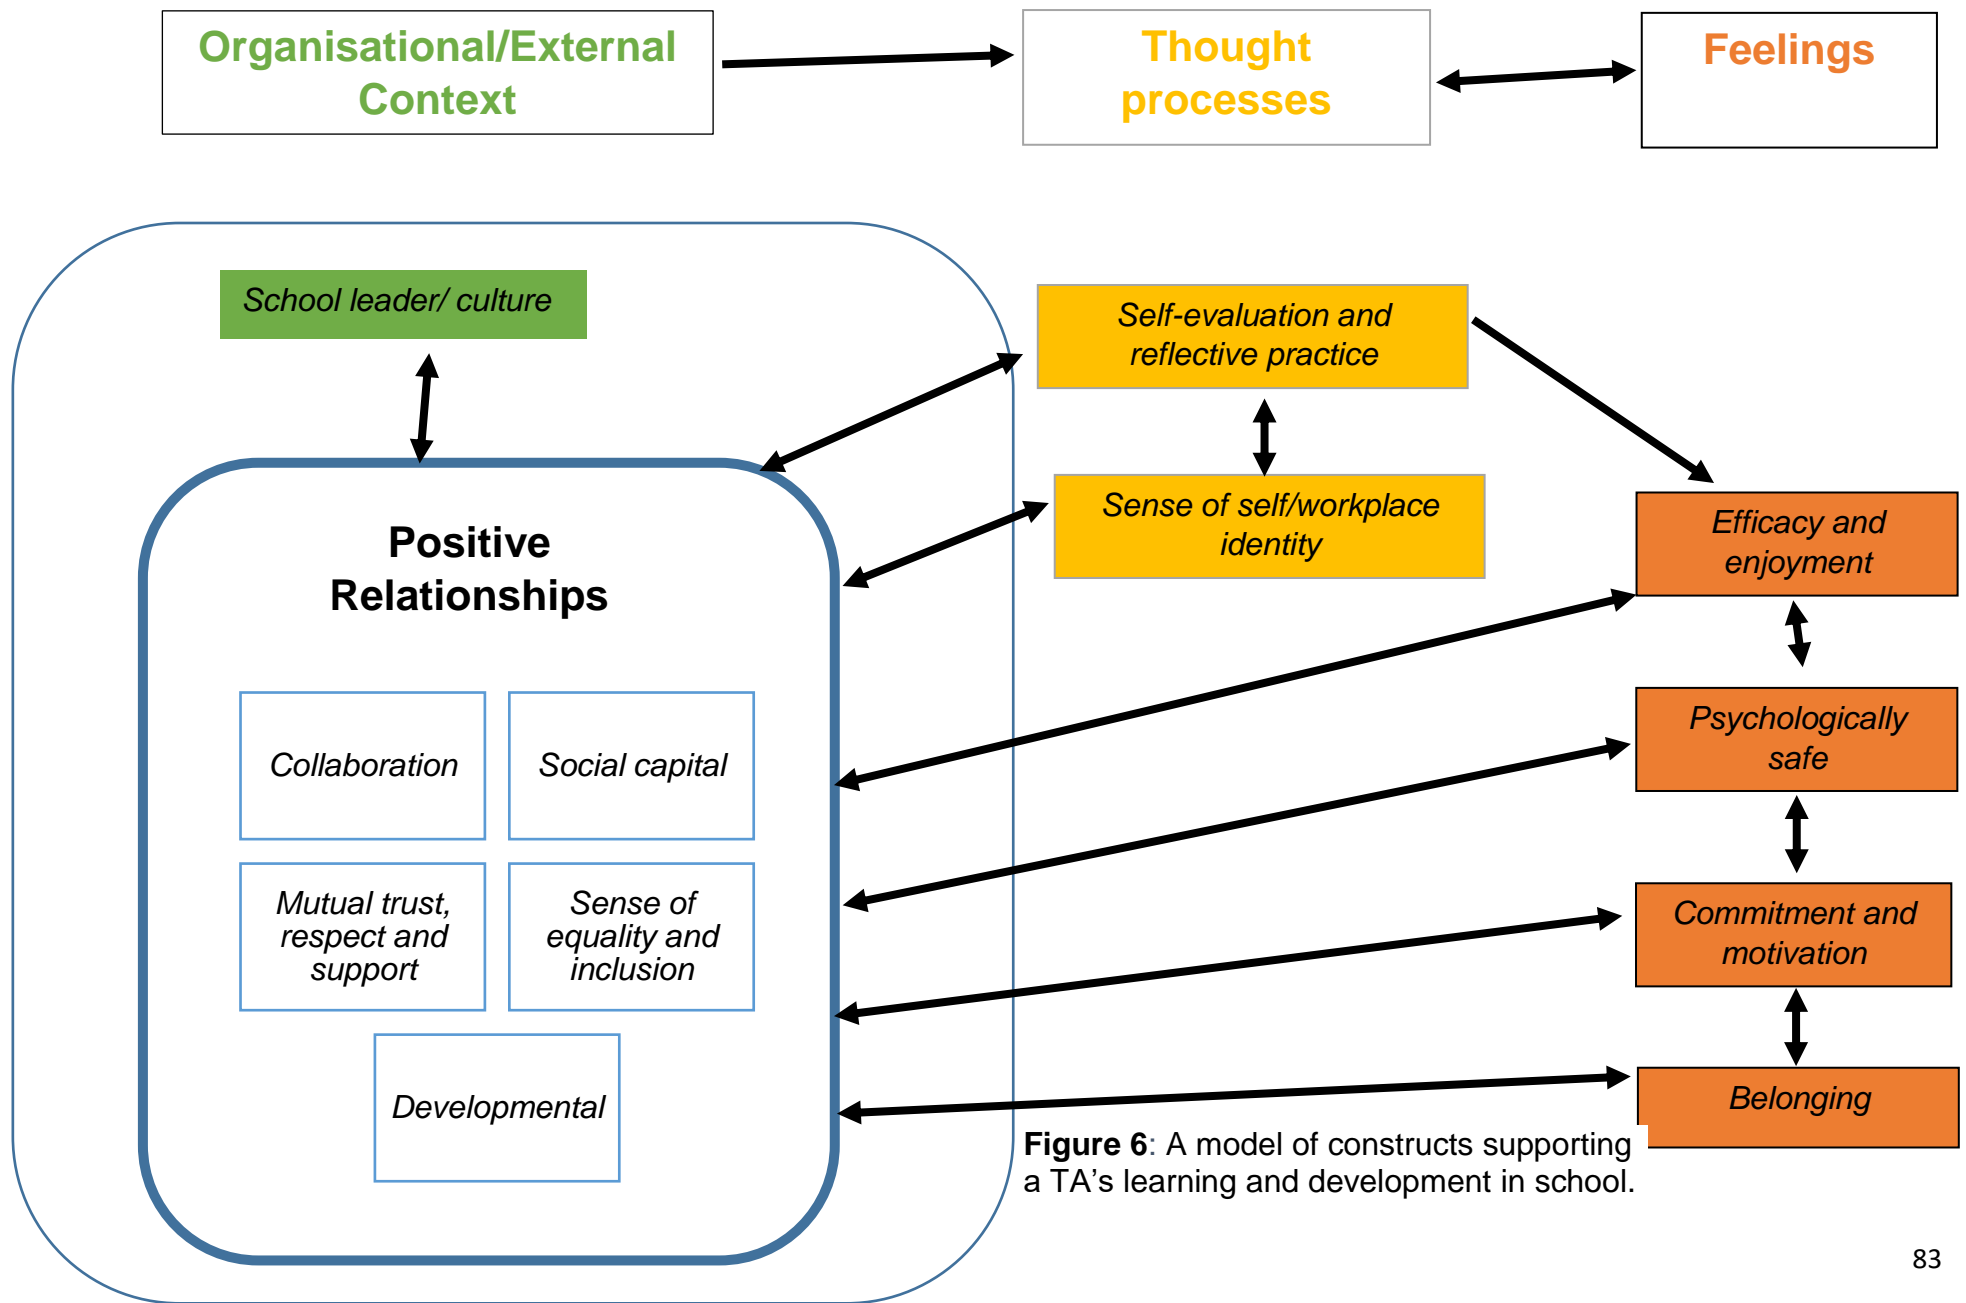 Organisational/External
Context
Thought
processes
Feelings
School leader/ culture
Self-evaluation and
reflective practice
Sense of self/workplace
identity
Efficacy and
enjoyment
Positive
Relationships
Collaboration
Social capital
Psychologically
safe
Mutual trust,
respect and
support
Sense of
equality and
inclusion
Commitment and
motivation
Developmental
Belonging
Figure 6: A model of constructs supporting
a TA’s learning and development in school.
83